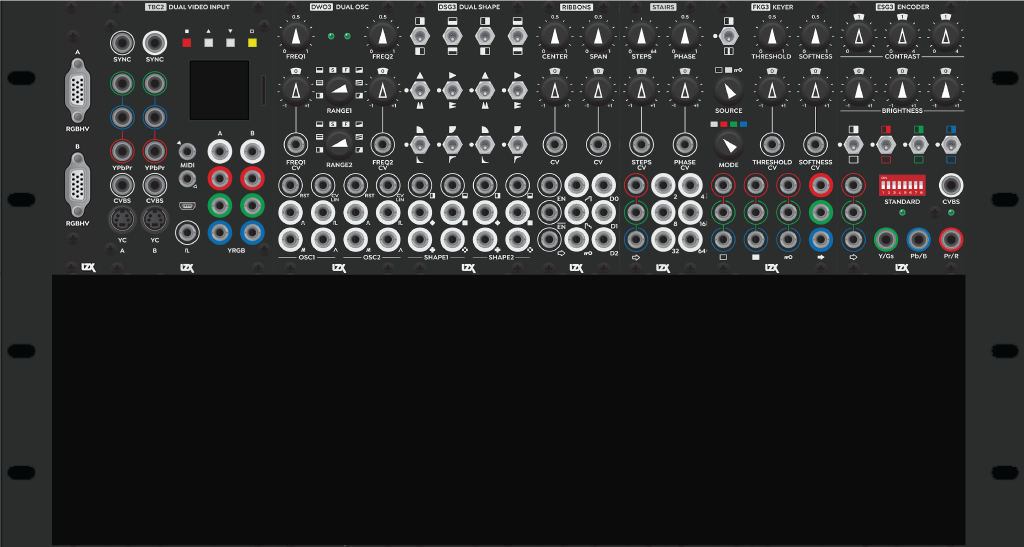 TBC2 DUAL VIDEO INPUT
DWO3 DUAL OSC
DSG3 DUAL SHAPE
RIBBONS
STAIRS
FKG3 KEYER
ESG3 ENCODER
SYNC SYNC
A
RGBHV
B
RGBHV
YPbPr YPbPr
CVBS CVBS
YC YC
A B
MIDI
A B
YRGB
FREQ1 FREQ2
RANGE1
FREQ1 CV
RANGE2
FREQ2 CV
RST CV LIN RST CV LIN
OSC1 OSC2
SHAPE1 SHAPE2
CENTER SPAN
CV CV
EN D0
EN D1
D2
STEPS PHASE
STEPS CV PHASE CV
2 4
8 16
32 64
THRESHOLD SOFTNESS
SOURCE
MODE
THRESHOLD CV SOFTNESS CV
CONTRAST
BRIGHTNESS
STANDARD
CVBS
Y/Gs Pb/B Pr/R
LZX LZX LZX LZX LZX LZX LZX LZX